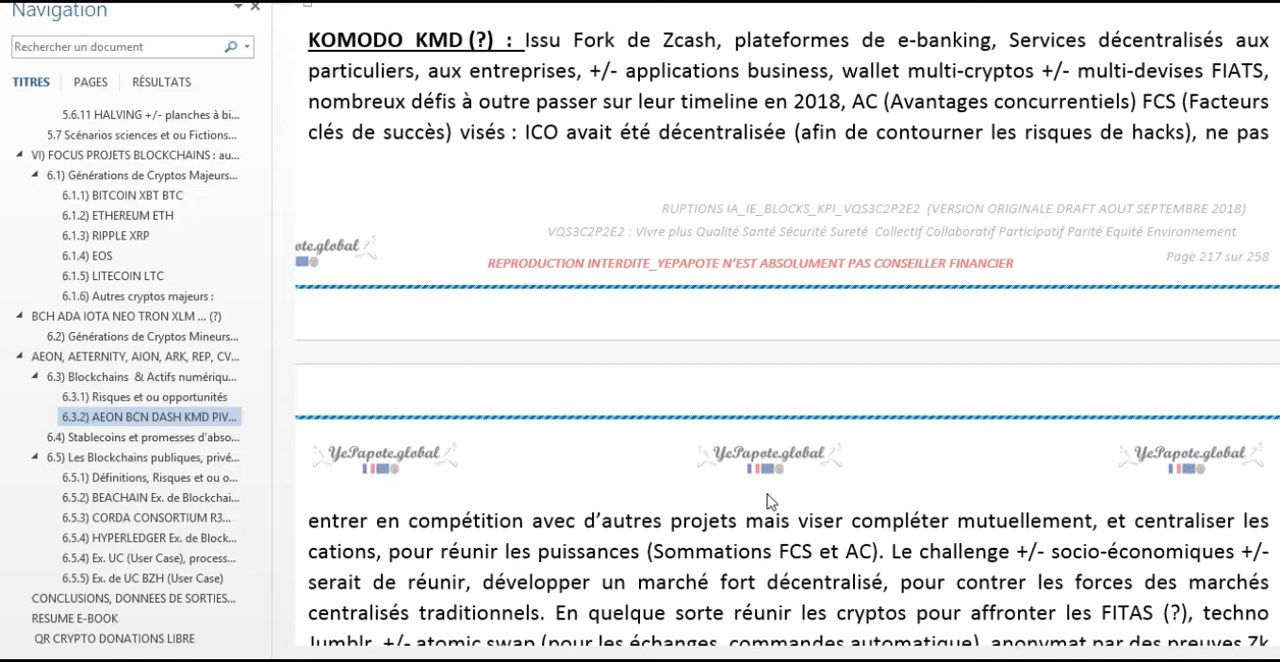 Navigation
Rechercher un document
TITRES PAGES RÉSULTATS
5.6.11 HALVING +/- planches à bi...
5.7 Scénarios sciences et ou Fictions...
VI) FOCUS PROJETS BLOCKCHAINS : au...
6.1) Générations de Cryptos Majeurs...
6.1.1) BITCOIN XBT BTC
6.1.2) ETHEREUM ETH
6.1.3) RIPPLE XRP
6.1.4) EOS
6.1.5) LITECOIN LTC
6.1.6) Autres cryptos majeurs :
BCH ADA IOTA NEO TRON XLM ... (?)
6.2) Générations de Cryptos Mineurs...
AEON, AETERNITY, AION, ARK, REP, CV...
6.3) Blockchains & Actifs numériqu...
6.3.1) Risques et ou opportunités
6.3.2) AEON BCN DASH KMD PIV...
6.4) Stablecoins et promesses d'abso...
6.5) Les Blockchains publiques, privé...
6.5.1) Définitions, Risques et ou o...
6.5.2) BEACHAIN Ex. de Blockchai...
6.5.3) CORDA CONSORTIUM R3...
6.5.4) HYPERLEDGER Ex. de Block...
6.5.4) Ex. UC (User Case), process...
6.5.5) Ex. de UC BZH (User Case)
CONCLUSIONS, DONNEES DE SORTIES...
RESUME E-BOOK
QR CRYPTO DONATIONS LIBRE
KOMODO KMD (?) : Issu Fork de Zcash, plateformes de e-banking, Services décentralisés aux
particuliers, aux entreprises, +/- applications business, wallet multi-cryptos +/- multi-devises FIATS,
nombreux défis à outre passer sur leur timeline en 2018, AC (Avantages concurrentiels) FCS (Facteurs
clés de succès) visés : ICO avait été décentralisée (afin de contourner les risques de hacks), ne pas
RUPTIONS IA_IE_BLOCKS_KPI_VQS3C2P2E2 (VERSION ORIGINALE DRAFT AOUT SEPTEMBRE 2018)
VQS3C2P2E2 : Vivre plus Qualité Santé Sécurité Sureté Collectif Collaboratif Participatif Parité Equité Environnement
ote.global
REPRODUCTION INTERDITE_YEPAPOTE N'EST ABSOLUMENT PAS CONSEILLER FINANCIER
Page 217 sur 258
YePapote.global YePapote.global YePapote.global
entrer en compétition avec d'autres projets mais viser compléter mutuellement, et centraliser les
cations, pour réunir les puissances (Sommations FCS et AC). Le challenge +/- socio-économiques +/-
serait de réunir, développer un marché fort décentralisé, pour contrer les forces des marchés
centralisés traditionnels. En quelque sorte réunir les cryptos pour affronter les FITAS (?), techno
Jumblr, +/- atomic swap (pour les échanges, commandes automatique), anonymat par des preuves Zk